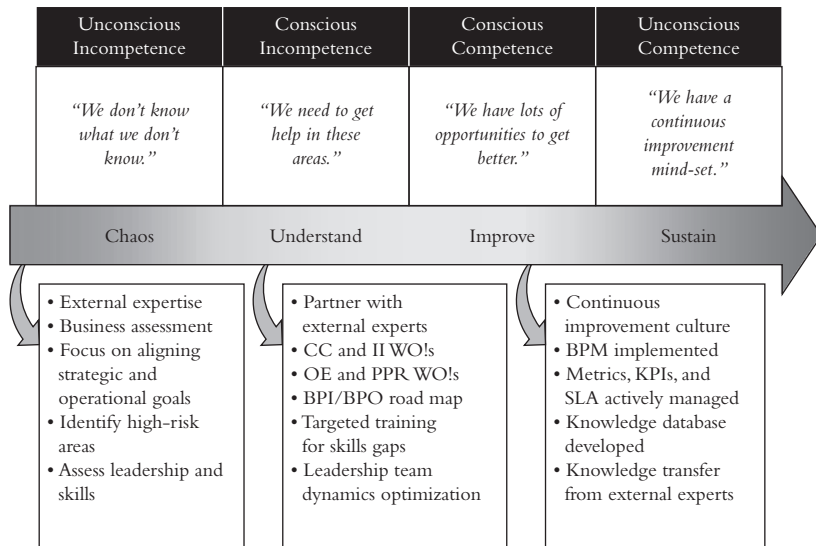 Unconscious
Incompetence
Conscious
Incompetence
Conscious
Competence
Unconscious
Competence
“We don’t know
what we don’t
know.”
“We need to get
help in these
areas.”
“We have lots of
opportunities to get
better.”
“We have a
continuous
improvement
mind-set.”
Chaos
Understand
Improve
Sustain
• External expertise
• Business assessment
• Focus on aligning
strategic and
operational goals
• Identify high-risk
areas
• Assess leadership and
skills
• Partner with
external experts
• CC and II WO!s
• OE and PPR WO!s
• BPI/BPO road map
• Targeted training
for skills gaps
• Leadership team
dynamics optimization
• Continuous
improvement culture
• BPM implemented
• Metrics, KPIs, and
SLA actively managed
• Knowledge database
developed
• Knowledge transfer
from external experts